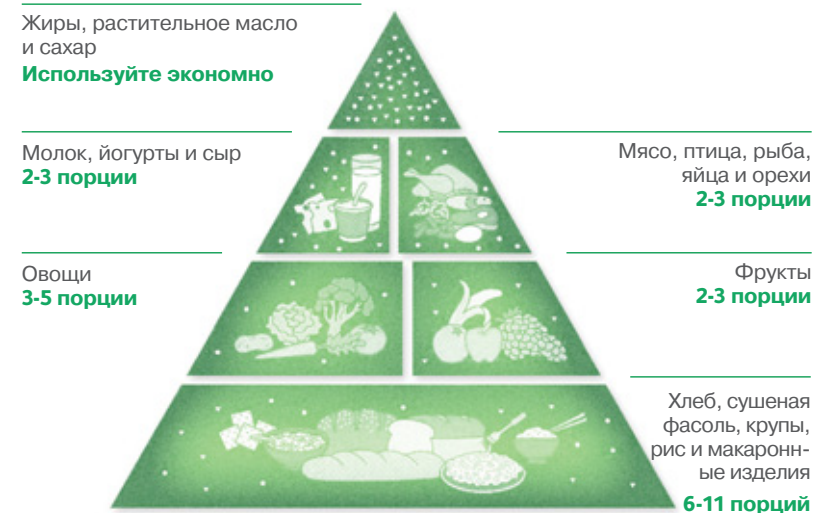 Жиры, растительное масло
и сахар
Используйте экономно
Молок, йогурты и сыр
2-3 порции
Мясо, птица, рыба,
яйца и орехи
2-3 порции
Овощи
3-5 порции
Фрукты
2-3 порции
Хлеб, сушеная
фасоль, крупы,
рис и макаронн-
ые изделия
6-11 порций